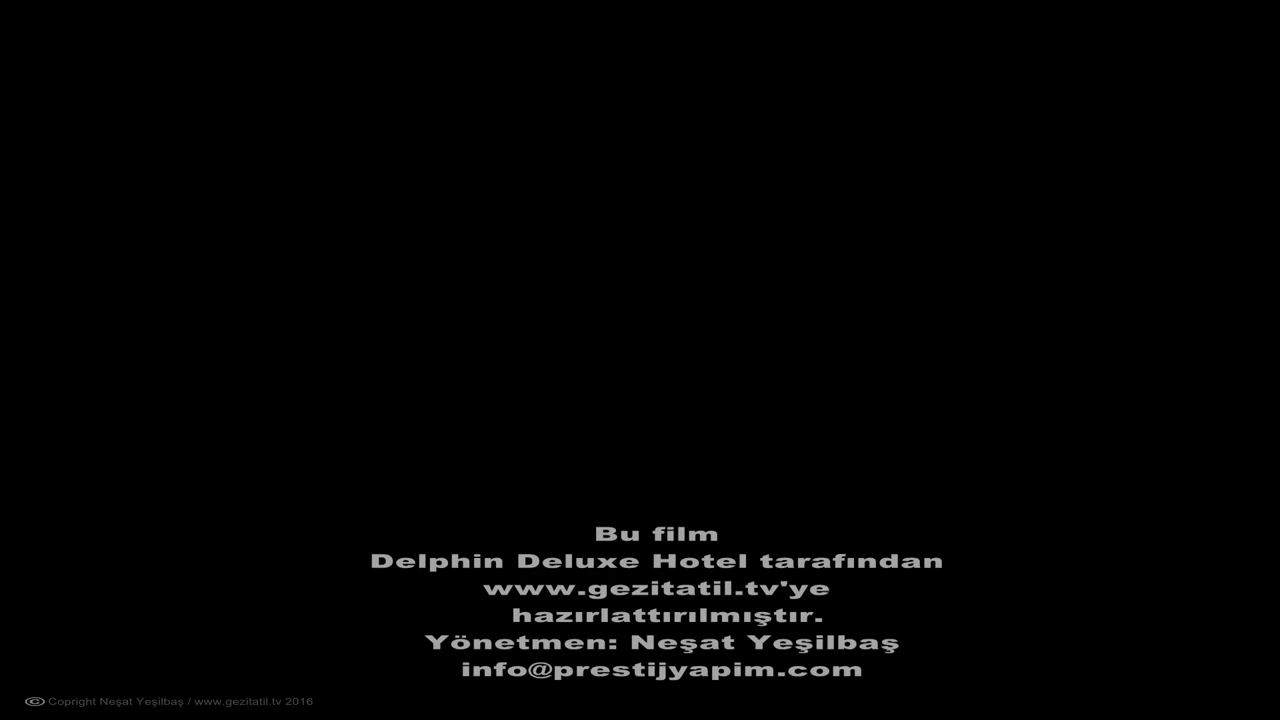 Bu film
Delphin Deluxe Hotel tarafından
www.gezitatil.tv'ye
hazırlattırılmıştır.
Yönetmen: Neşat Yeşilbaş
info@prestijyapim.com
© Copright Neşat Yeşilbaş / www.gezitatil.tv 2016